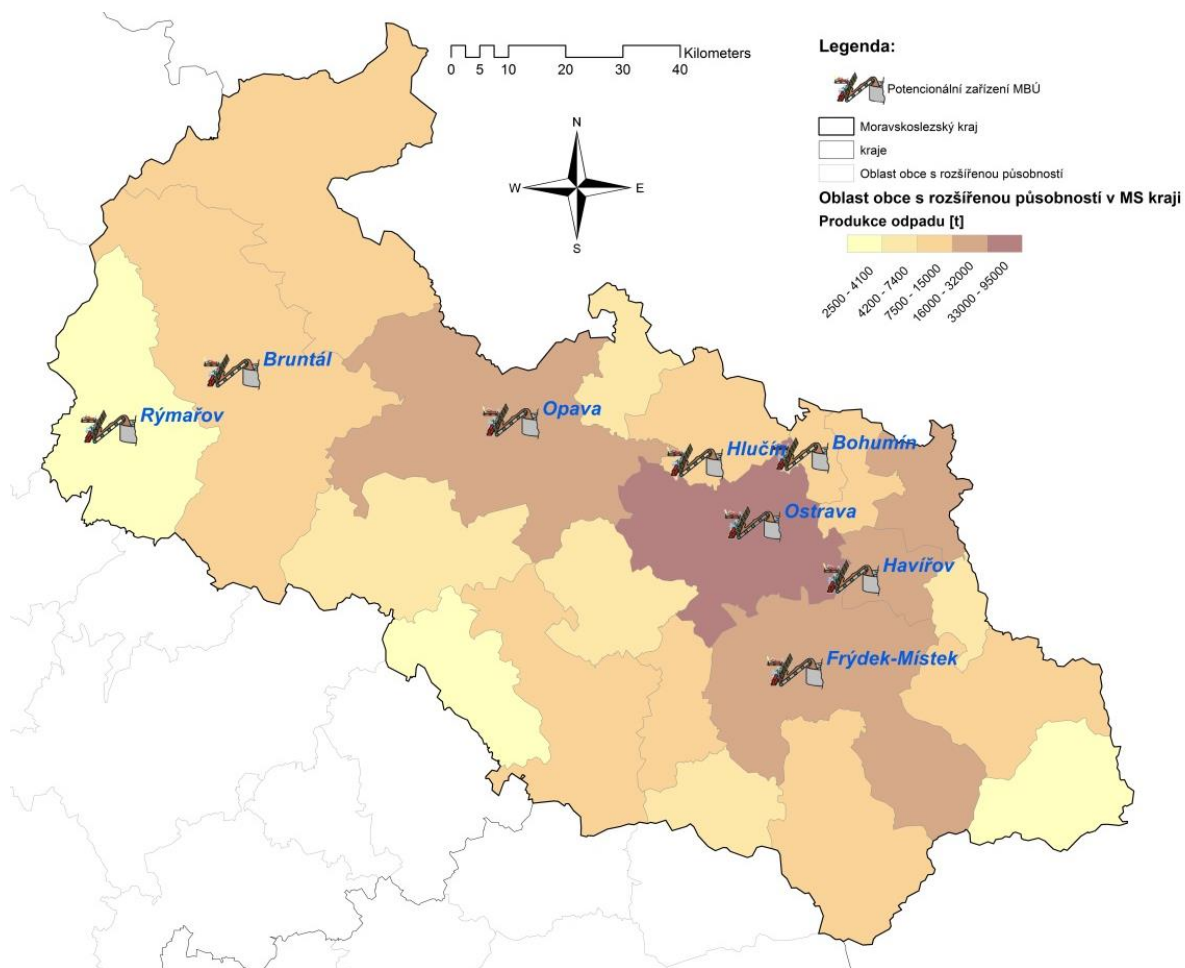 Kilometers
0 5 10 20 30 40
N
W E
S
Legenda:
Potencionální zařízení MBÚ
Moravskoslezský kraj
kraje
Oblast obce s rozšířenou působností
Oblast obce s rozšířenou působností v MS kraji
Produkce odpadu [t]
2500 - 4100
4200 - 7400
7500 - 15000
16000 - 32000
33000 - 95000
Bruntál
Rýmařov
Opava
Hlučín
Bohumín
Ostrava
Havířov
Frýdek-Místek